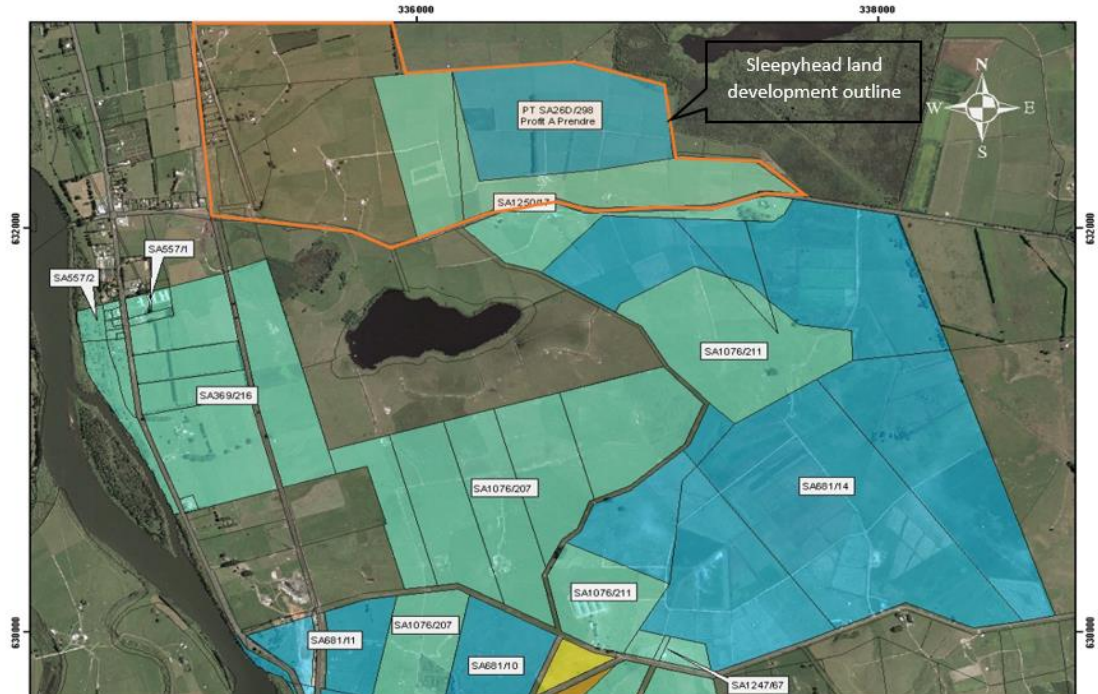 336000
338000
Sleepyhead land
development outline
N
W
E
S
PT SA26D/298
Profit A Prendre
SA1250/17
632000
632000
SA557/1
SA557/2
SA1076/211
SA369/216
SA1076/207
SA681/14
SA1076/211
630000
630000
SA1076/207
SA681/11
SA681/10
SA1247/67